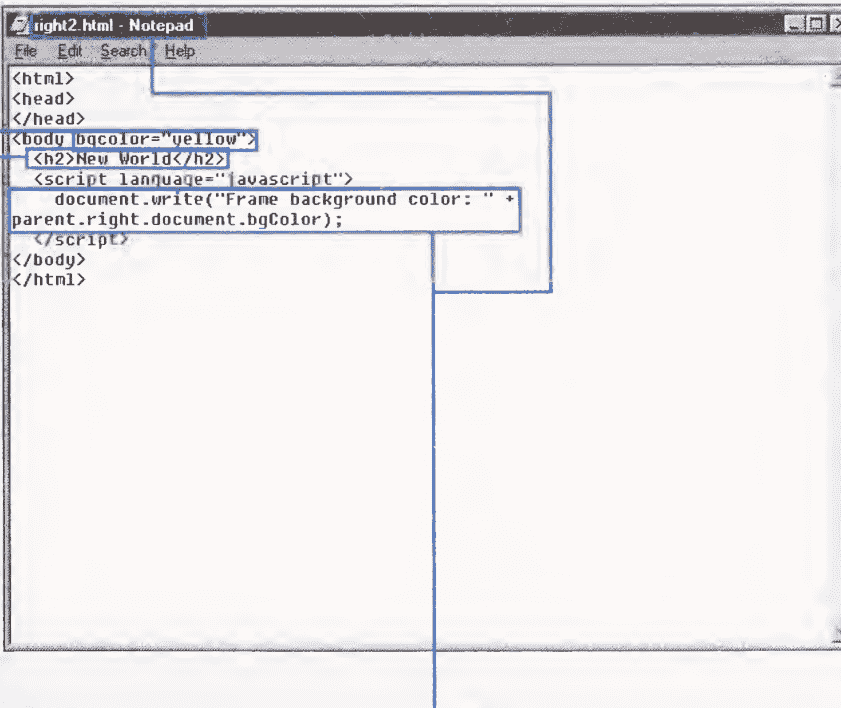 right2.html - Notepad
File Edit Search Help
<html>
<head>
</head>
<body bgcolor="yellow">
<h2>New World</h2>
<script language="javascript">
document.write("Frame background color: " +
parent.right.document.bgColor);
</script>
</body>
</html>